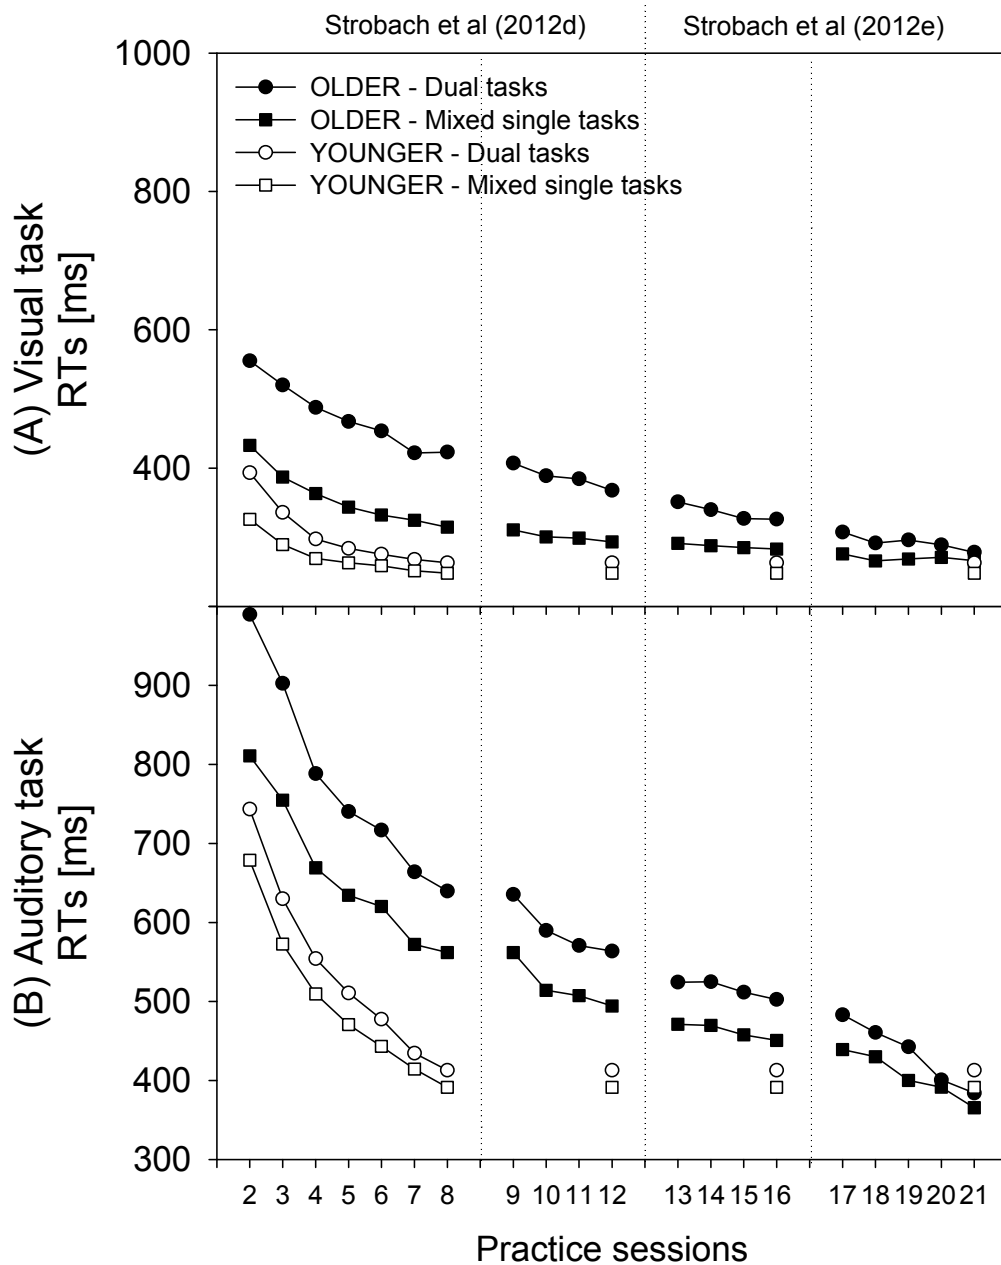 Strobach et al (2012d)
Strobach et al (2012e)
1000
800
600
400
OLDER - Dual tasks
OLDER - Mixed single tasks
YOUNGER - Dual tasks
YOUNGER - Mixed single tasks
(A) Visual task
RTs [ms]
900
800
700
600
500
400
300
(B) Auditory task
RTs [ms]
2 3 4 5 6 7 8 9 10 11 12 13 14 15 16 17 18 19 20 21
Practice sessions